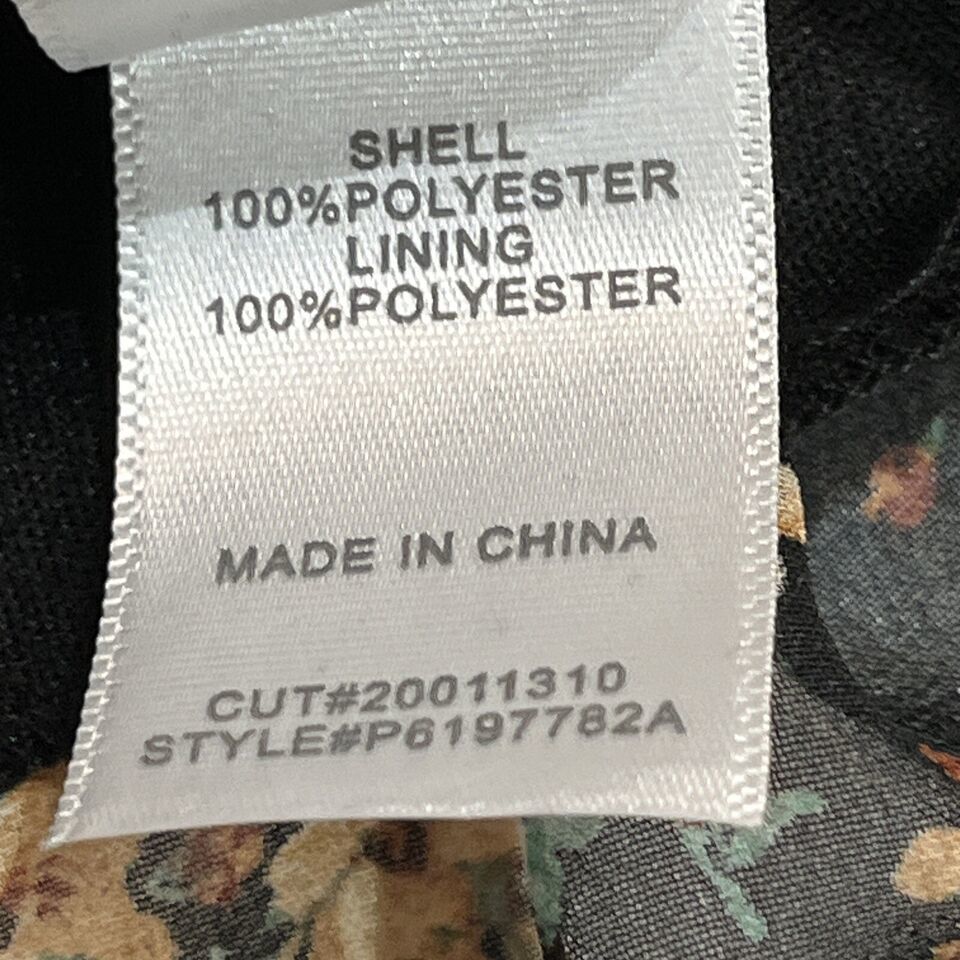 SHELL
100%POLYESTER
LINING
100%POLYESTER
MADE IN CHINA
CUT#20011310
STYLE#P6197782A